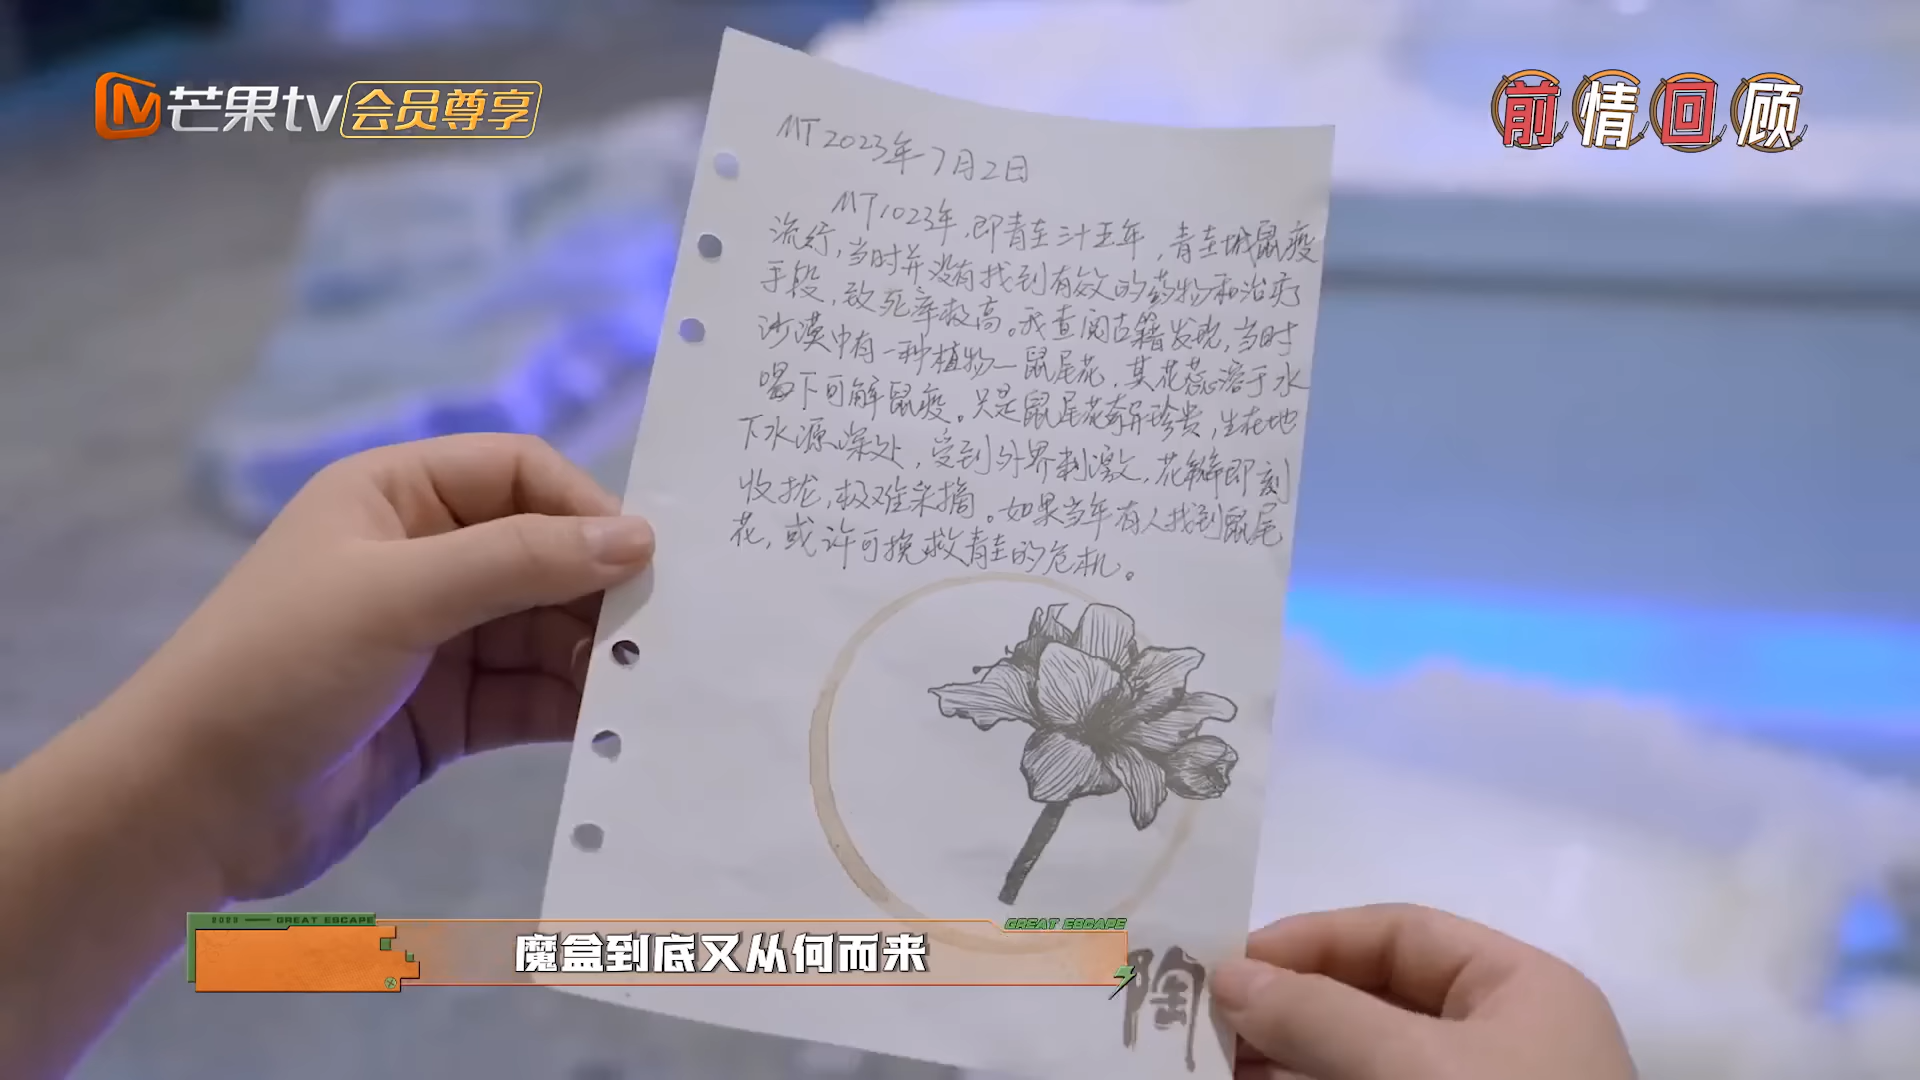 芒果tv会员尊享
前情回顾
MT2023年7月2日
MT1023年,即青圭三十五年,青圭城鼠疫
流行,当时并没有找到有效的药物和治疗
手段,致死率极高。我查阅古籍发现,当时
沙漠中有一种植物—鼠尾花,其花蕊溶于水
喝下可解鼠疫。只是鼠尾花奇异珍贵,生在地
下水源深处,受到外界刺激,花瓣即刻
收拢,极难采摘。如果当年有人找到鼠尾
花,或许可挽救青圭的危机。
2023 GREAT ESCAPE
GREAT ESCAPE
魔盒到底又从何而来
陶